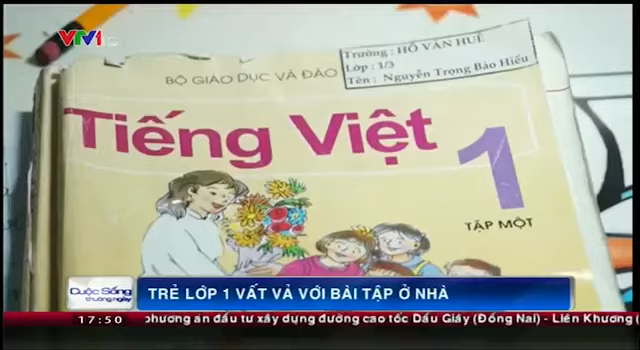 VTV1
Trường: HỒ VĂN HUÊ
Lớp: 1/3
Tên: Nguyễn Trọng Bảo Hiếu
BỘ GIÁO DỤC VÀ ĐÀO
Tiếng Việt 1
TẬP MỘT
Cuộc Sống
thường ngày
TRẺ LỚP 1 VẤT VẢ VỚI BÀI TẬP Ở NHÀ
17:50 phương án đầu tư xây dựng đường cao tốc Dầu Giây (Đồng Nai) - Liên Khương (